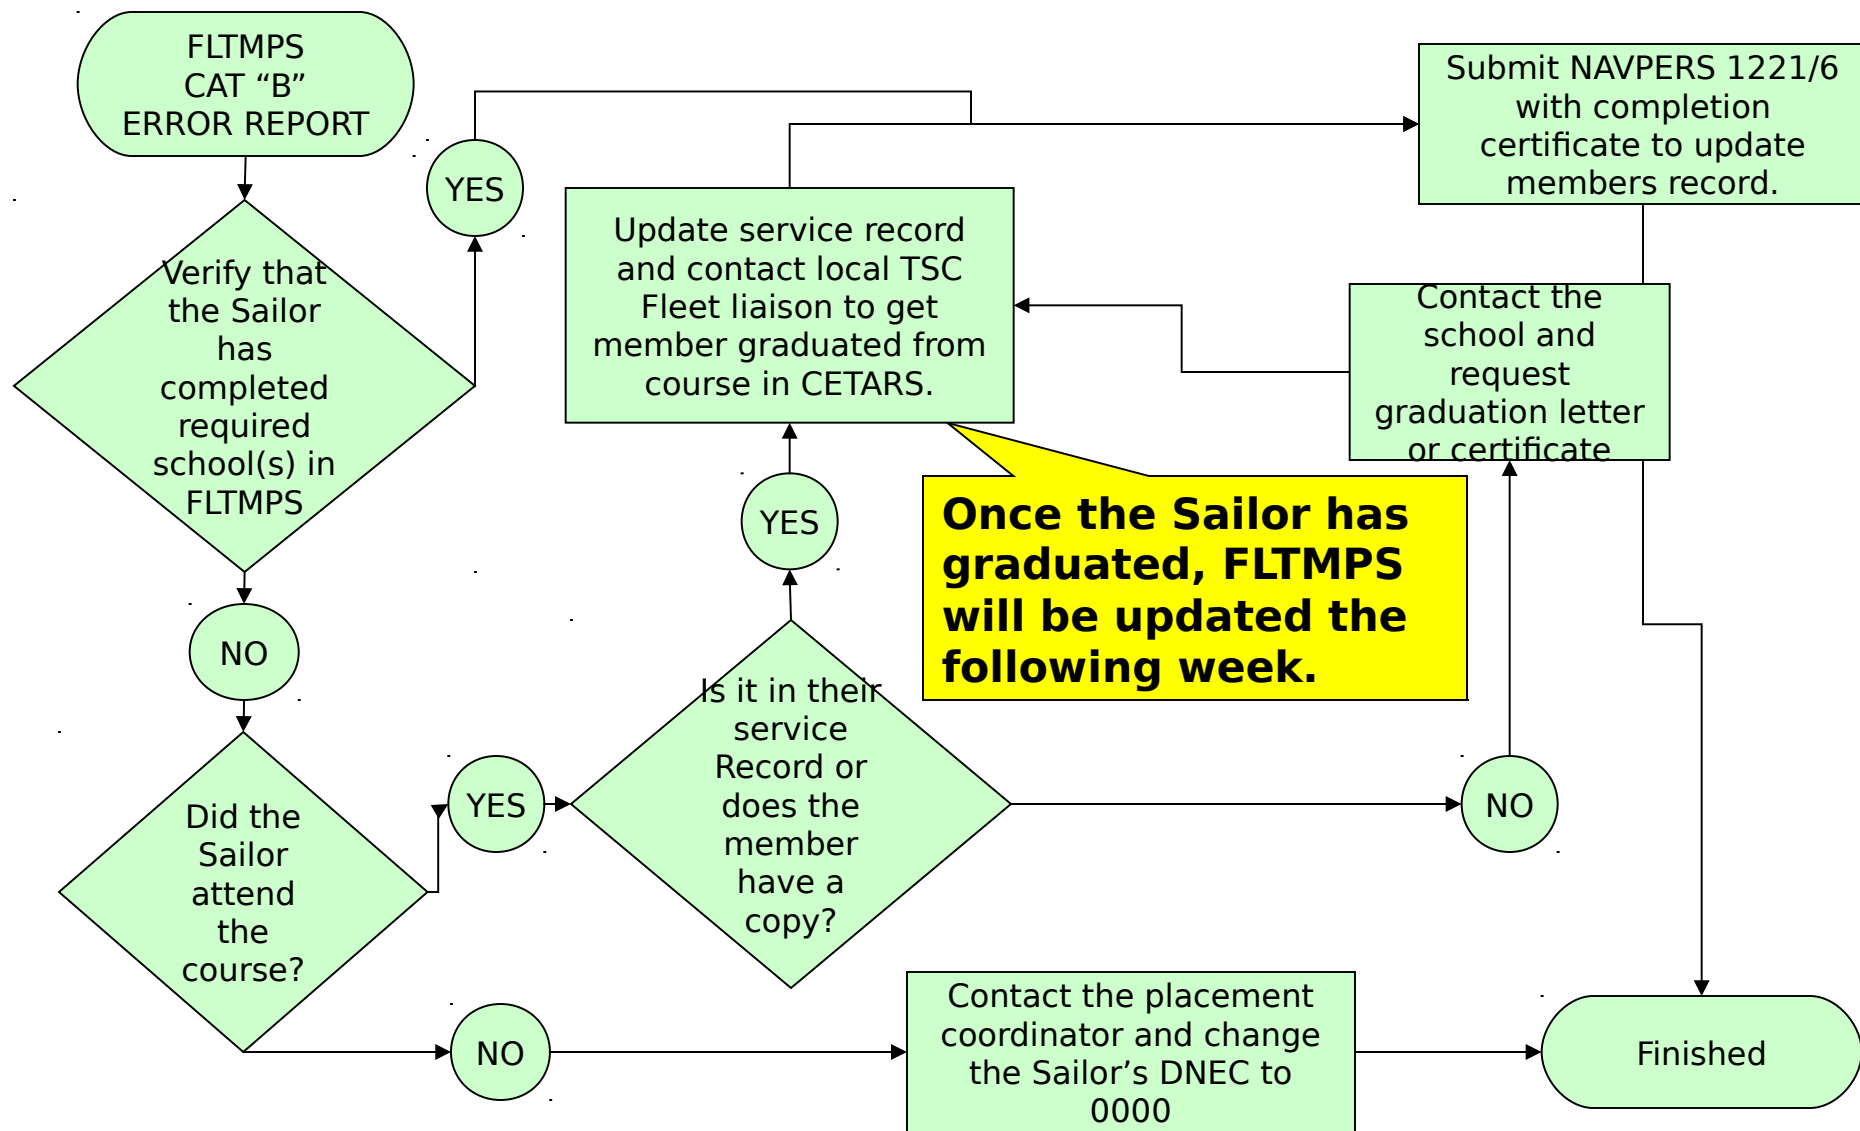 FLTMPS
CAT “B”
ERROR REPORT
Submit NAVPERS 1221/6
with completion
certificate to update
members record.
YES
Update service record
and contact local TSC
Fleet liaison to get
member graduated from
course in CETARS.
Verify that
the Sailor
has
completed
required
school(s) in
FLTMPS
Contact the
school and
request
graduation letter
or certificate
YES
Once the Sailor has
graduated, FLTMPS
will be updated the
following week.
NO
Is it in their
service
Record or
does the
member
have a
copy?
YES
NO
Did the
Sailor
attend
the
course?
NO
Contact the placement
coordinator and change
the Sailor’s DNEC to
0000
Finished